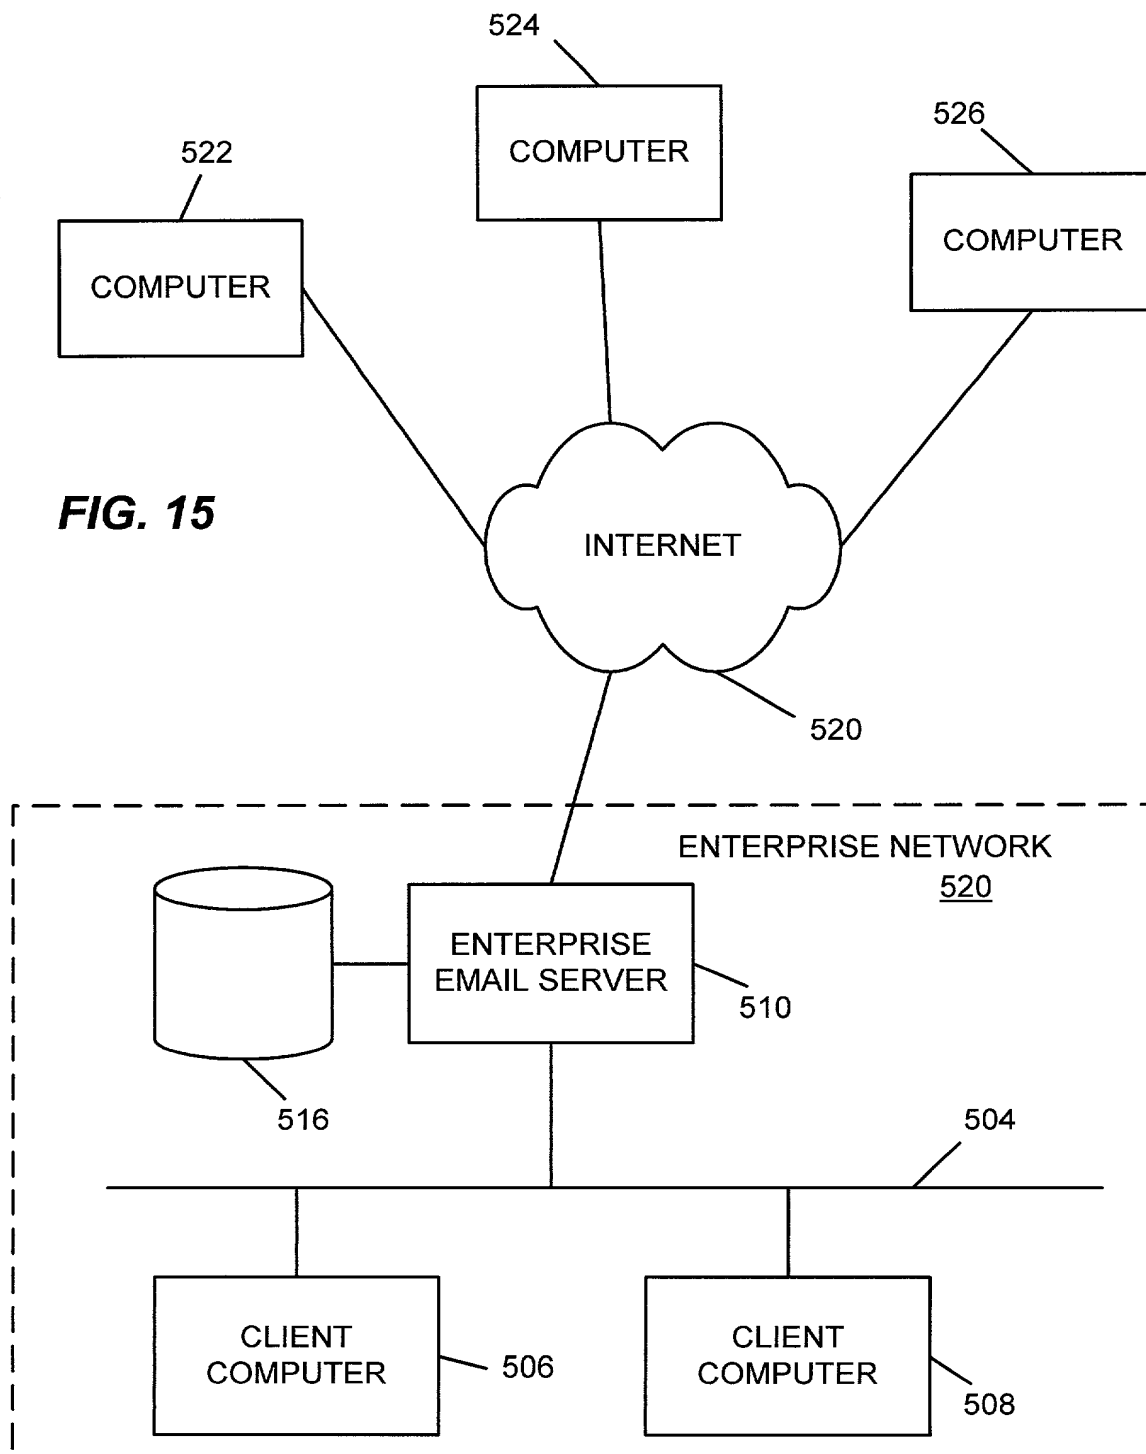 524
COMPUTER
526
522
COMPUTER
COMPUTER
FIG. 15
INTERNET
520
ENTERPRISE NETWORK
520
ENTERPRISE
EMAIL SERVER
510
516
504
CLIENT
COMPUTER
506
CLIENT
COMPUTER
508